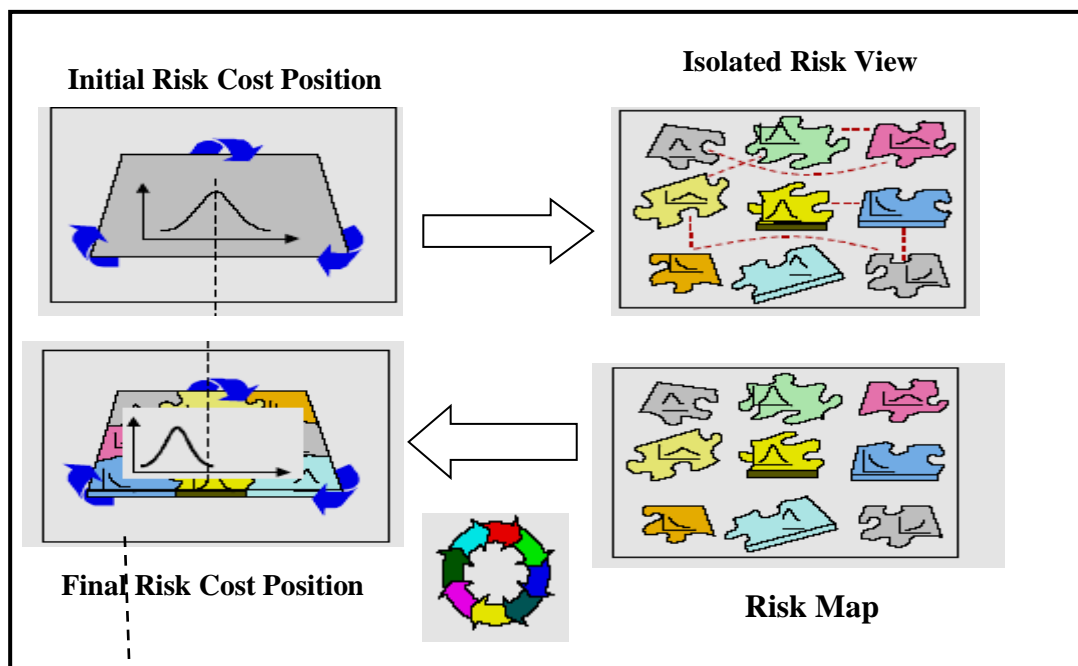 Initial Risk Cost Position
Isolated Risk View
Final Risk Cost Position
Risk Map